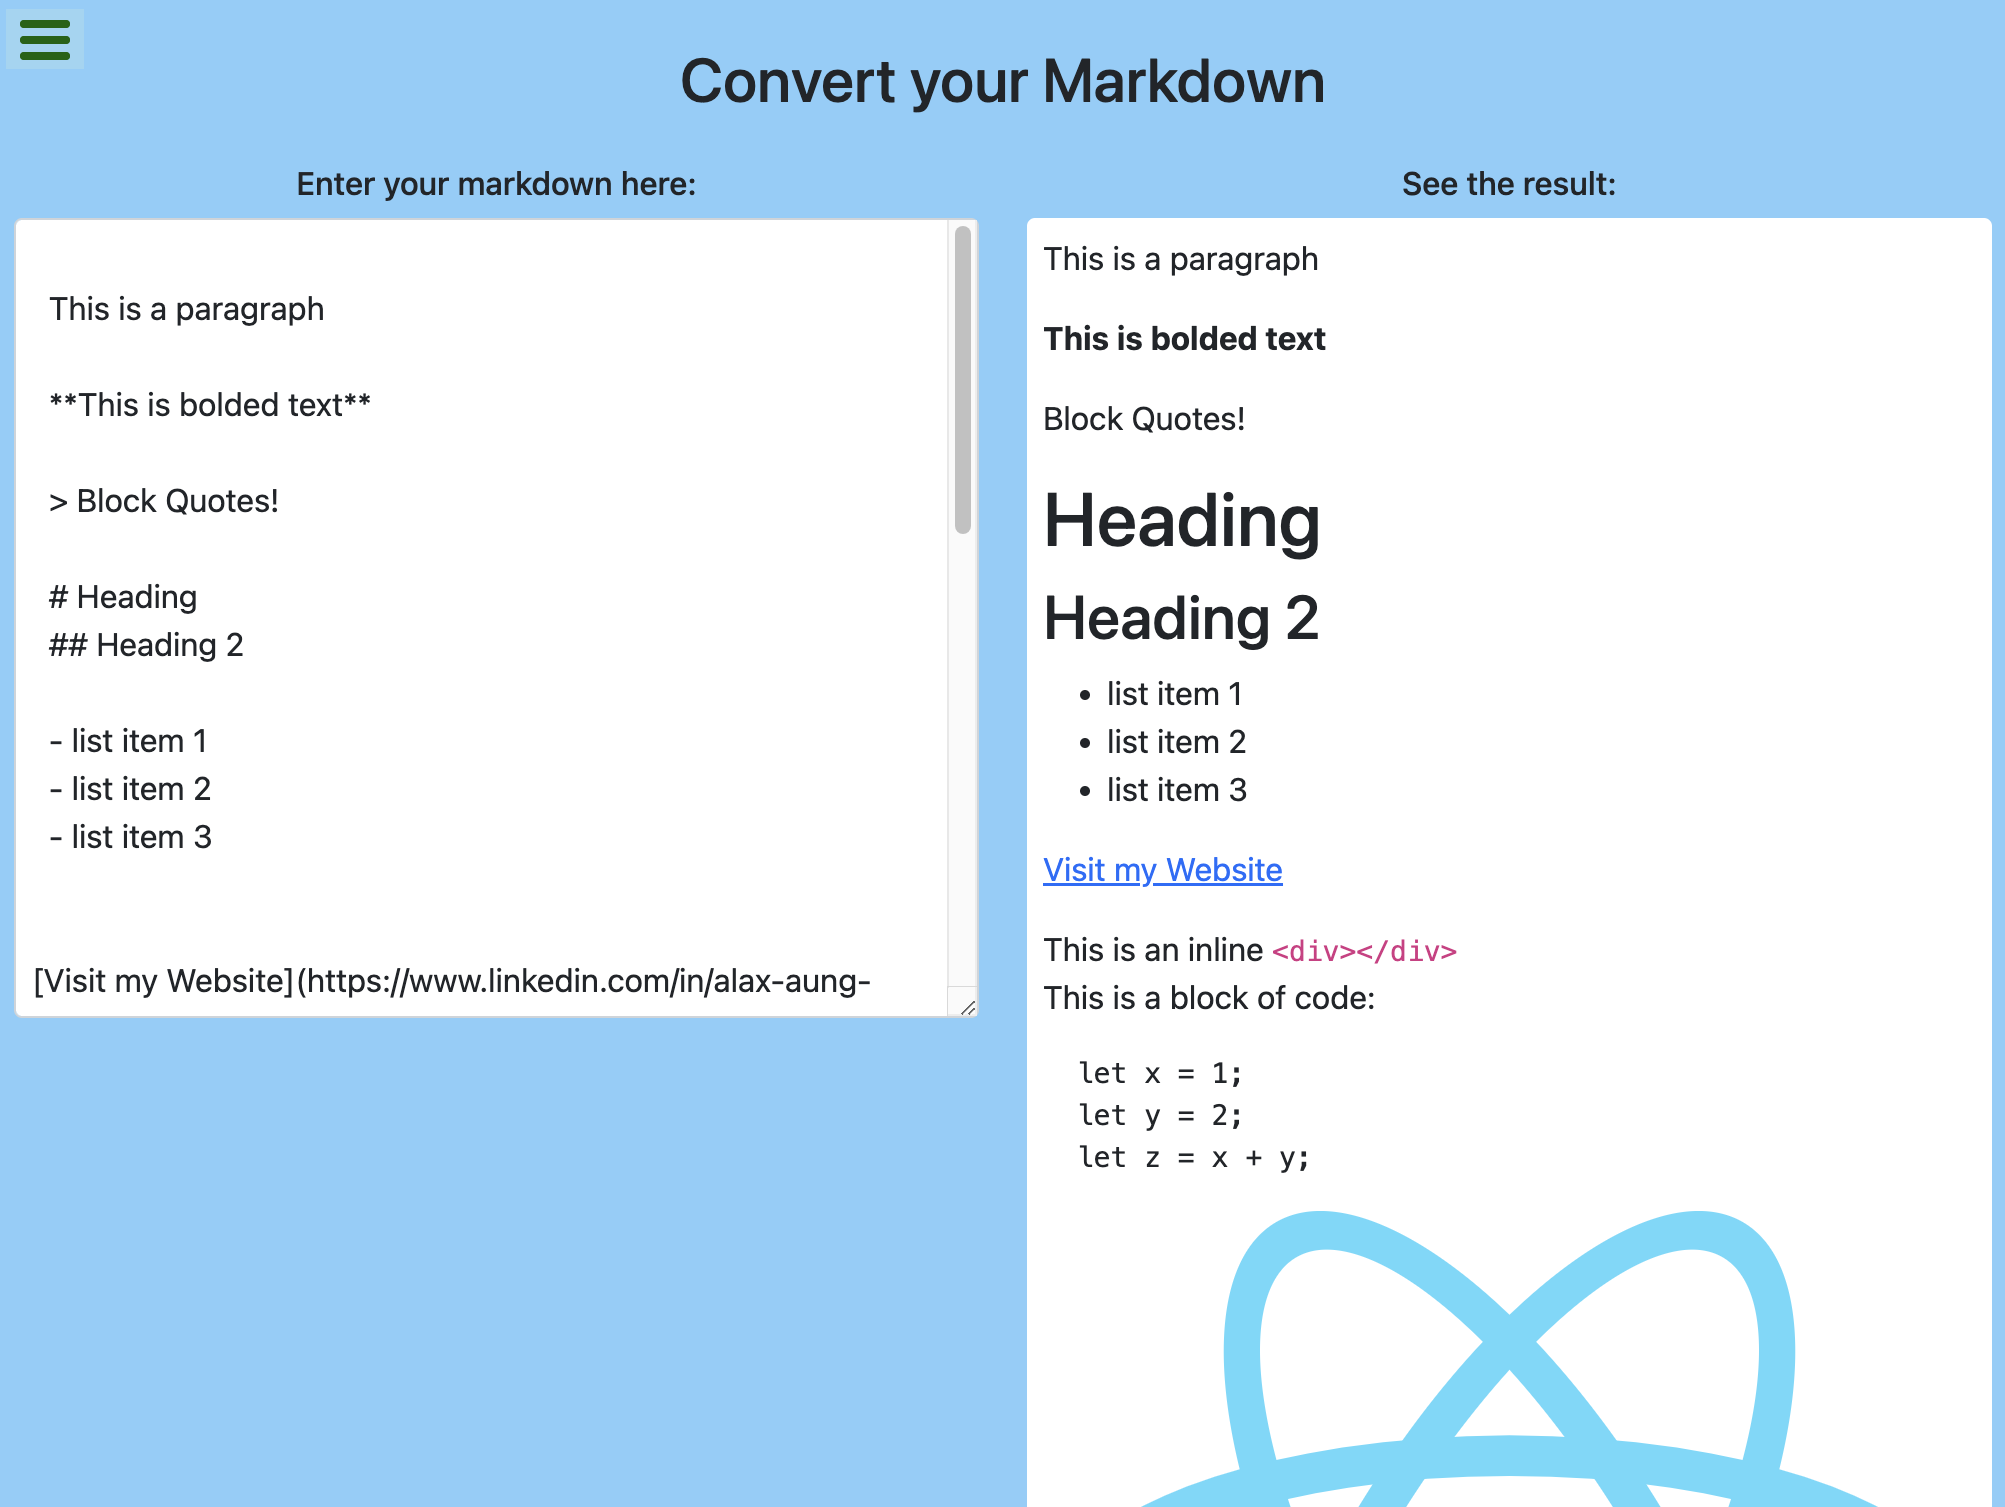 Convert your Markdown
Enter your markdown here:
This is a paragraph
**This is bolded text**
> Block Quotes!
# Heading
## Heading 2
- list item 1
- list item 2
- list item 3
[Visit my Website](https://www.linkedin.com/in/alax-aung-
See the result:
This is a paragraph
This is bolded text
Block Quotes!
Heading
Heading 2
• list item 1
• list item 2
• list item 3
Visit my Website
This is an inline <div></div>
This is a block of code:
let x = 1;
let y = 2;
let z = x + y;